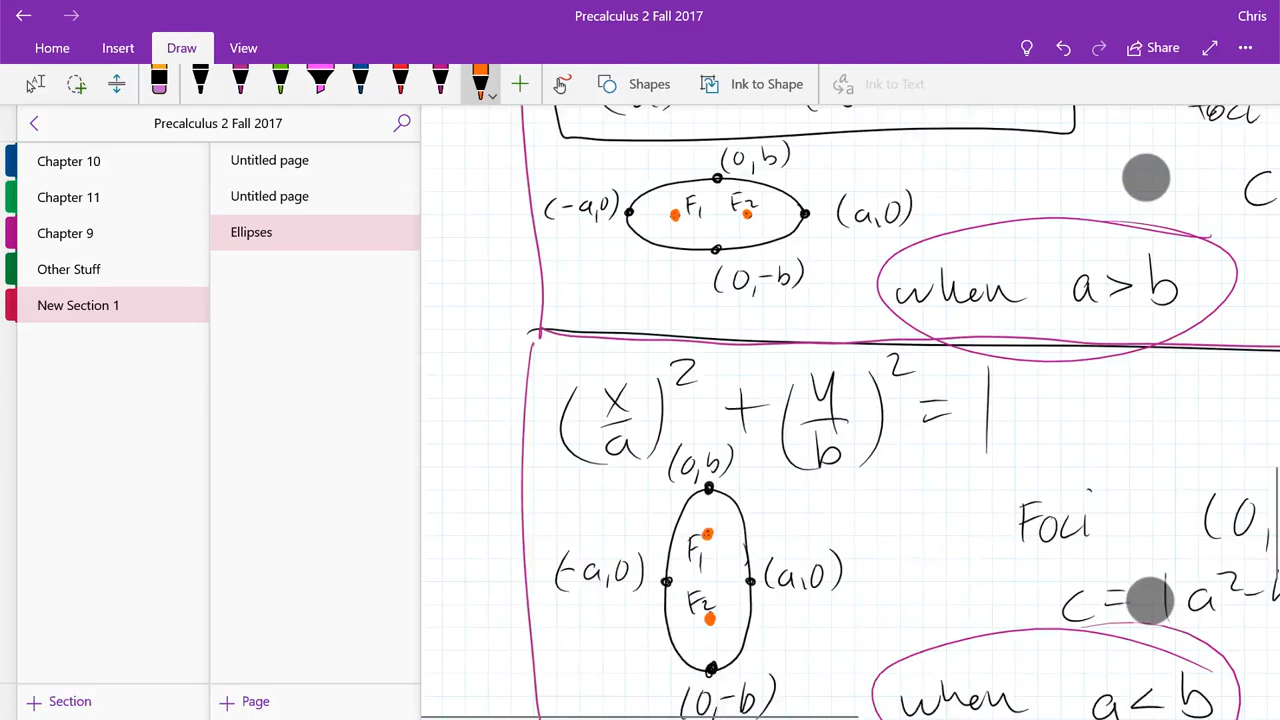 Precalculus 2 Fall 2017
Chris
Home Insert Draw View
Share
Shapes Ink to Shape Ink to Text
Precalculus 2 Fall 2017
Chapter 10
Chapter 11
Chapter 9
Other Stuff
New Section 1
Untitled page
Untitled page
Ellipses
foci
(0, b)
(-a, 0) F1 F2 (a, 0)
C
(0, -b)
when a > b
(x/a)^2 + (y/b)^2 = 1
(0, b)
Foci (0,
F1
(-a, 0) (a, 0)
F2
c = |a^2 -
(0, -b)
when a < b
+ Section
+ Page